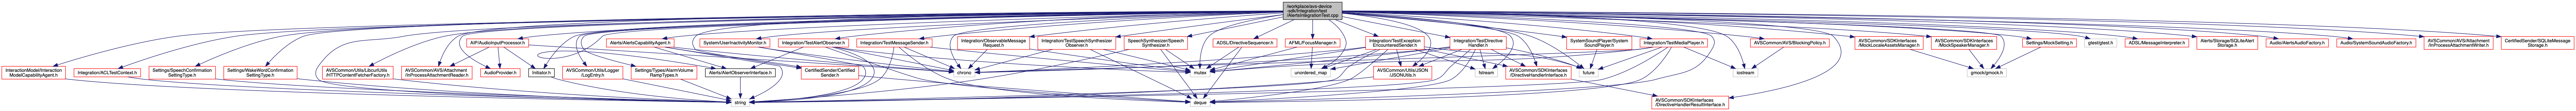 /workplace/avs-device
-sdk/Integration/test
/AlertsIntegrationTest.cpp
AIP/AudioInputProcessor.h
Alerts/AlertsCapabilityAgent.h
System/UserInactivityMonitor.h
Integration/TestAlertObserver.h
Integration/TestMessageSender.h
Integration/ObservableMessage
Request.h
Integration/TestSpeechSynthesizer
Observer.h
SpeechSynthesizer/Speech
Synthesizer.h
ADSL/DirectiveSequencer.h
AFML/FocusManager.h
Integration/TestException
EncounteredSender.h
Integration/TestDirective
Handler.h
SystemSoundPlayer/System
SoundPlayer.h
Integration/TestMediaPlayer.h
AVSCommon/AVS/BlockingPolicy.h
AVSCommon/SDKInterfaces
/MockLocaleAssetsManager.h
AVSCommon/SDKInterfaces
/MockSpeakerManager.h
Settings/MockSetting.h
gtest/gtest.h
ADSL/MessageInterpreter.h
Alerts/Storage/SQLiteAlert
Storage.h
Audio/AlertsAudioFactory.h
Audio/SystemSoundAudioFactory.h
AVSCommon/AVS/Attachment
/InProcessAttachmentWriter.h
CertifiedSender/SQLiteMessage
Storage.h
InteractionModel/Interaction
ModelCapabilityAgent.h
Integration/ACLTestContext.h
Settings/SpeechConfirmation
SettingType.h
Settings/WakeWordConfirmation
SettingType.h
AVSCommon/Utils/LibcurlUtils
/HTTPContentFetcherFactory.h
AVSCommon/AVS/Attachment
/InProcessAttachmentReader.h
AudioProvider.h
Initiator.h
AVSCommon/Utils/Logger
/LogEntry.h
Settings/Types/AlarmVolume
RampTypes.h
Alerts/AlertObserverInterface.h
CertifiedSender/Certified
Sender.h
chrono
mutex
unordered_map
AVSCommon/Utils/JSON
/JSONUtils.h
fstream
AVSCommon/SDKInterfaces
/DirectiveHandlerInterface.h
future
iostream
gmock/gmock.h
string
deque
AVSCommon/SDKInterfaces
/DirectiveHandlerResultInterface.h